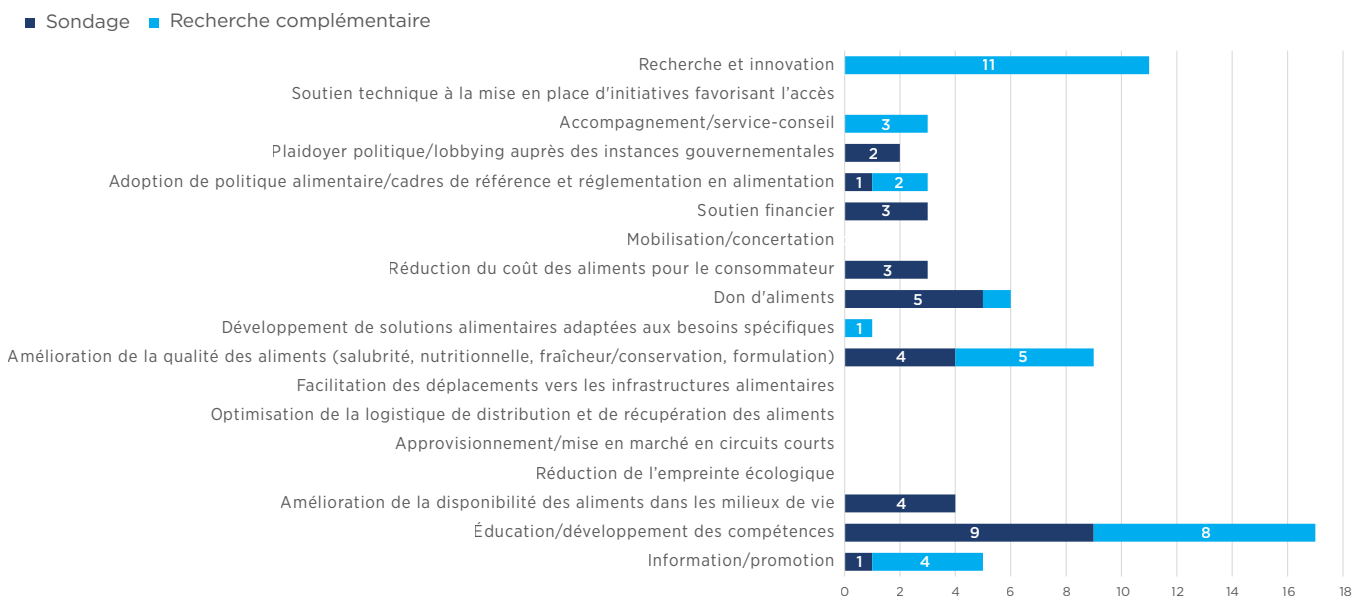 Sondage Recherche complémentaire
Recherche et innovation 11
Soutien technique à la mise en place d'initiatives favorisant l'accès
Accompagnement/service-conseil 3
Plaidoyer politique/lobbying auprès des instances gouvernementales 2
Adoption de politique alimentaire/cadres de référence et réglementation en alimentation 1 2
Soutien financier 3
Mobilisation/concertation
Réduction du coût des aliments pour le consommateur 3
Don d'aliments 5
Développement de solutions alimentaires adaptées aux besoins spécifiques 1
Amélioration de la qualité des aliments (salubrité, nutritionnelle, fraîcheur/conservation, formulation) 4 5
Facilitation des déplacements vers les infrastructures alimentaires
Optimisation de la logistique de distribution et de récupération des aliments
Approvisionnement/mise en marché en circuits courts
Réduction de l'empreinte écologique
Amélioration de la disponibilité des aliments dans les milieux de vie 4
Éducation/développement des compétences 9 8
Information/promotion 1 4
0 2 4 6 8 10 12 14 16 18